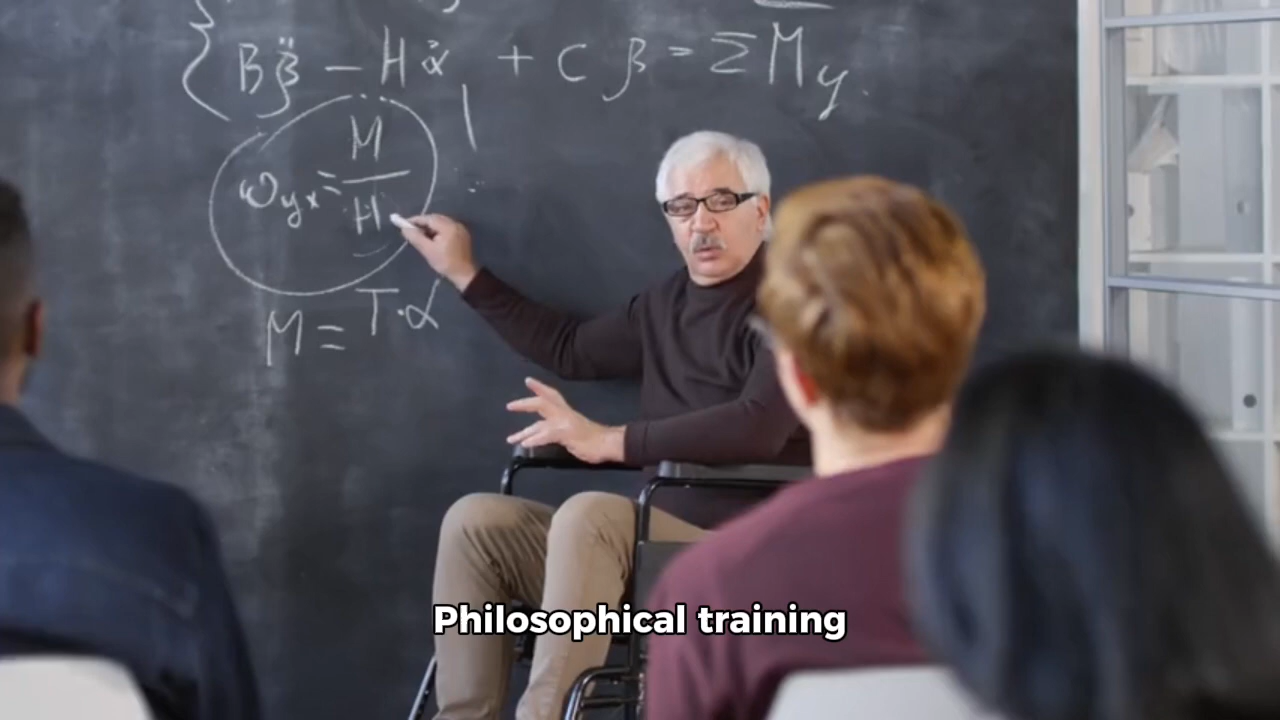 Bβ̈ - Hα̇ + Cβ = ΣMy.
ωyx = M/H
M = T·α
Philosophical training